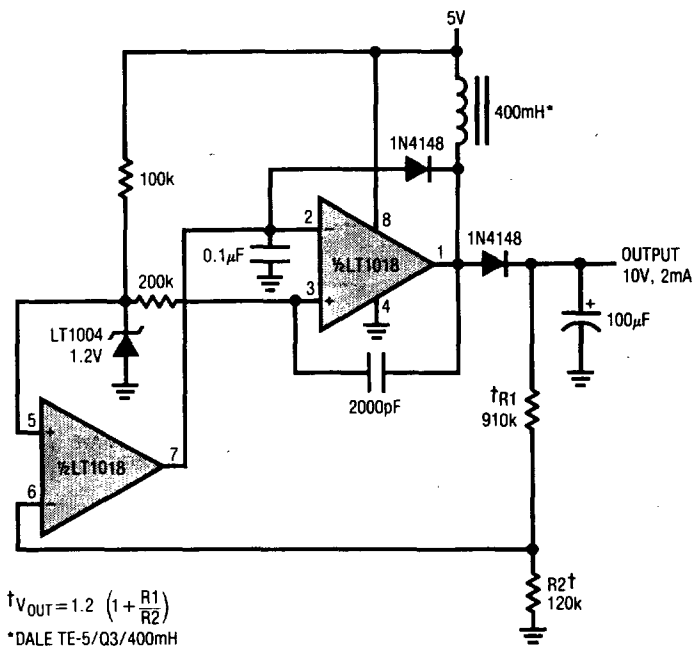 5V
400mH*
1N4148
100k
2
8
0.1µF
½LT1018
1
1N4148
OUTPUT
10V, 2mA
200k
3
4
100µF
+
LT1004
1.2V
2000pF
†R1
910k
5
7
½LT1018
6
R2†
120k
†VOUT = 1.2 (1 + R1/R2)
*DALE TE-5/Q3/400mH